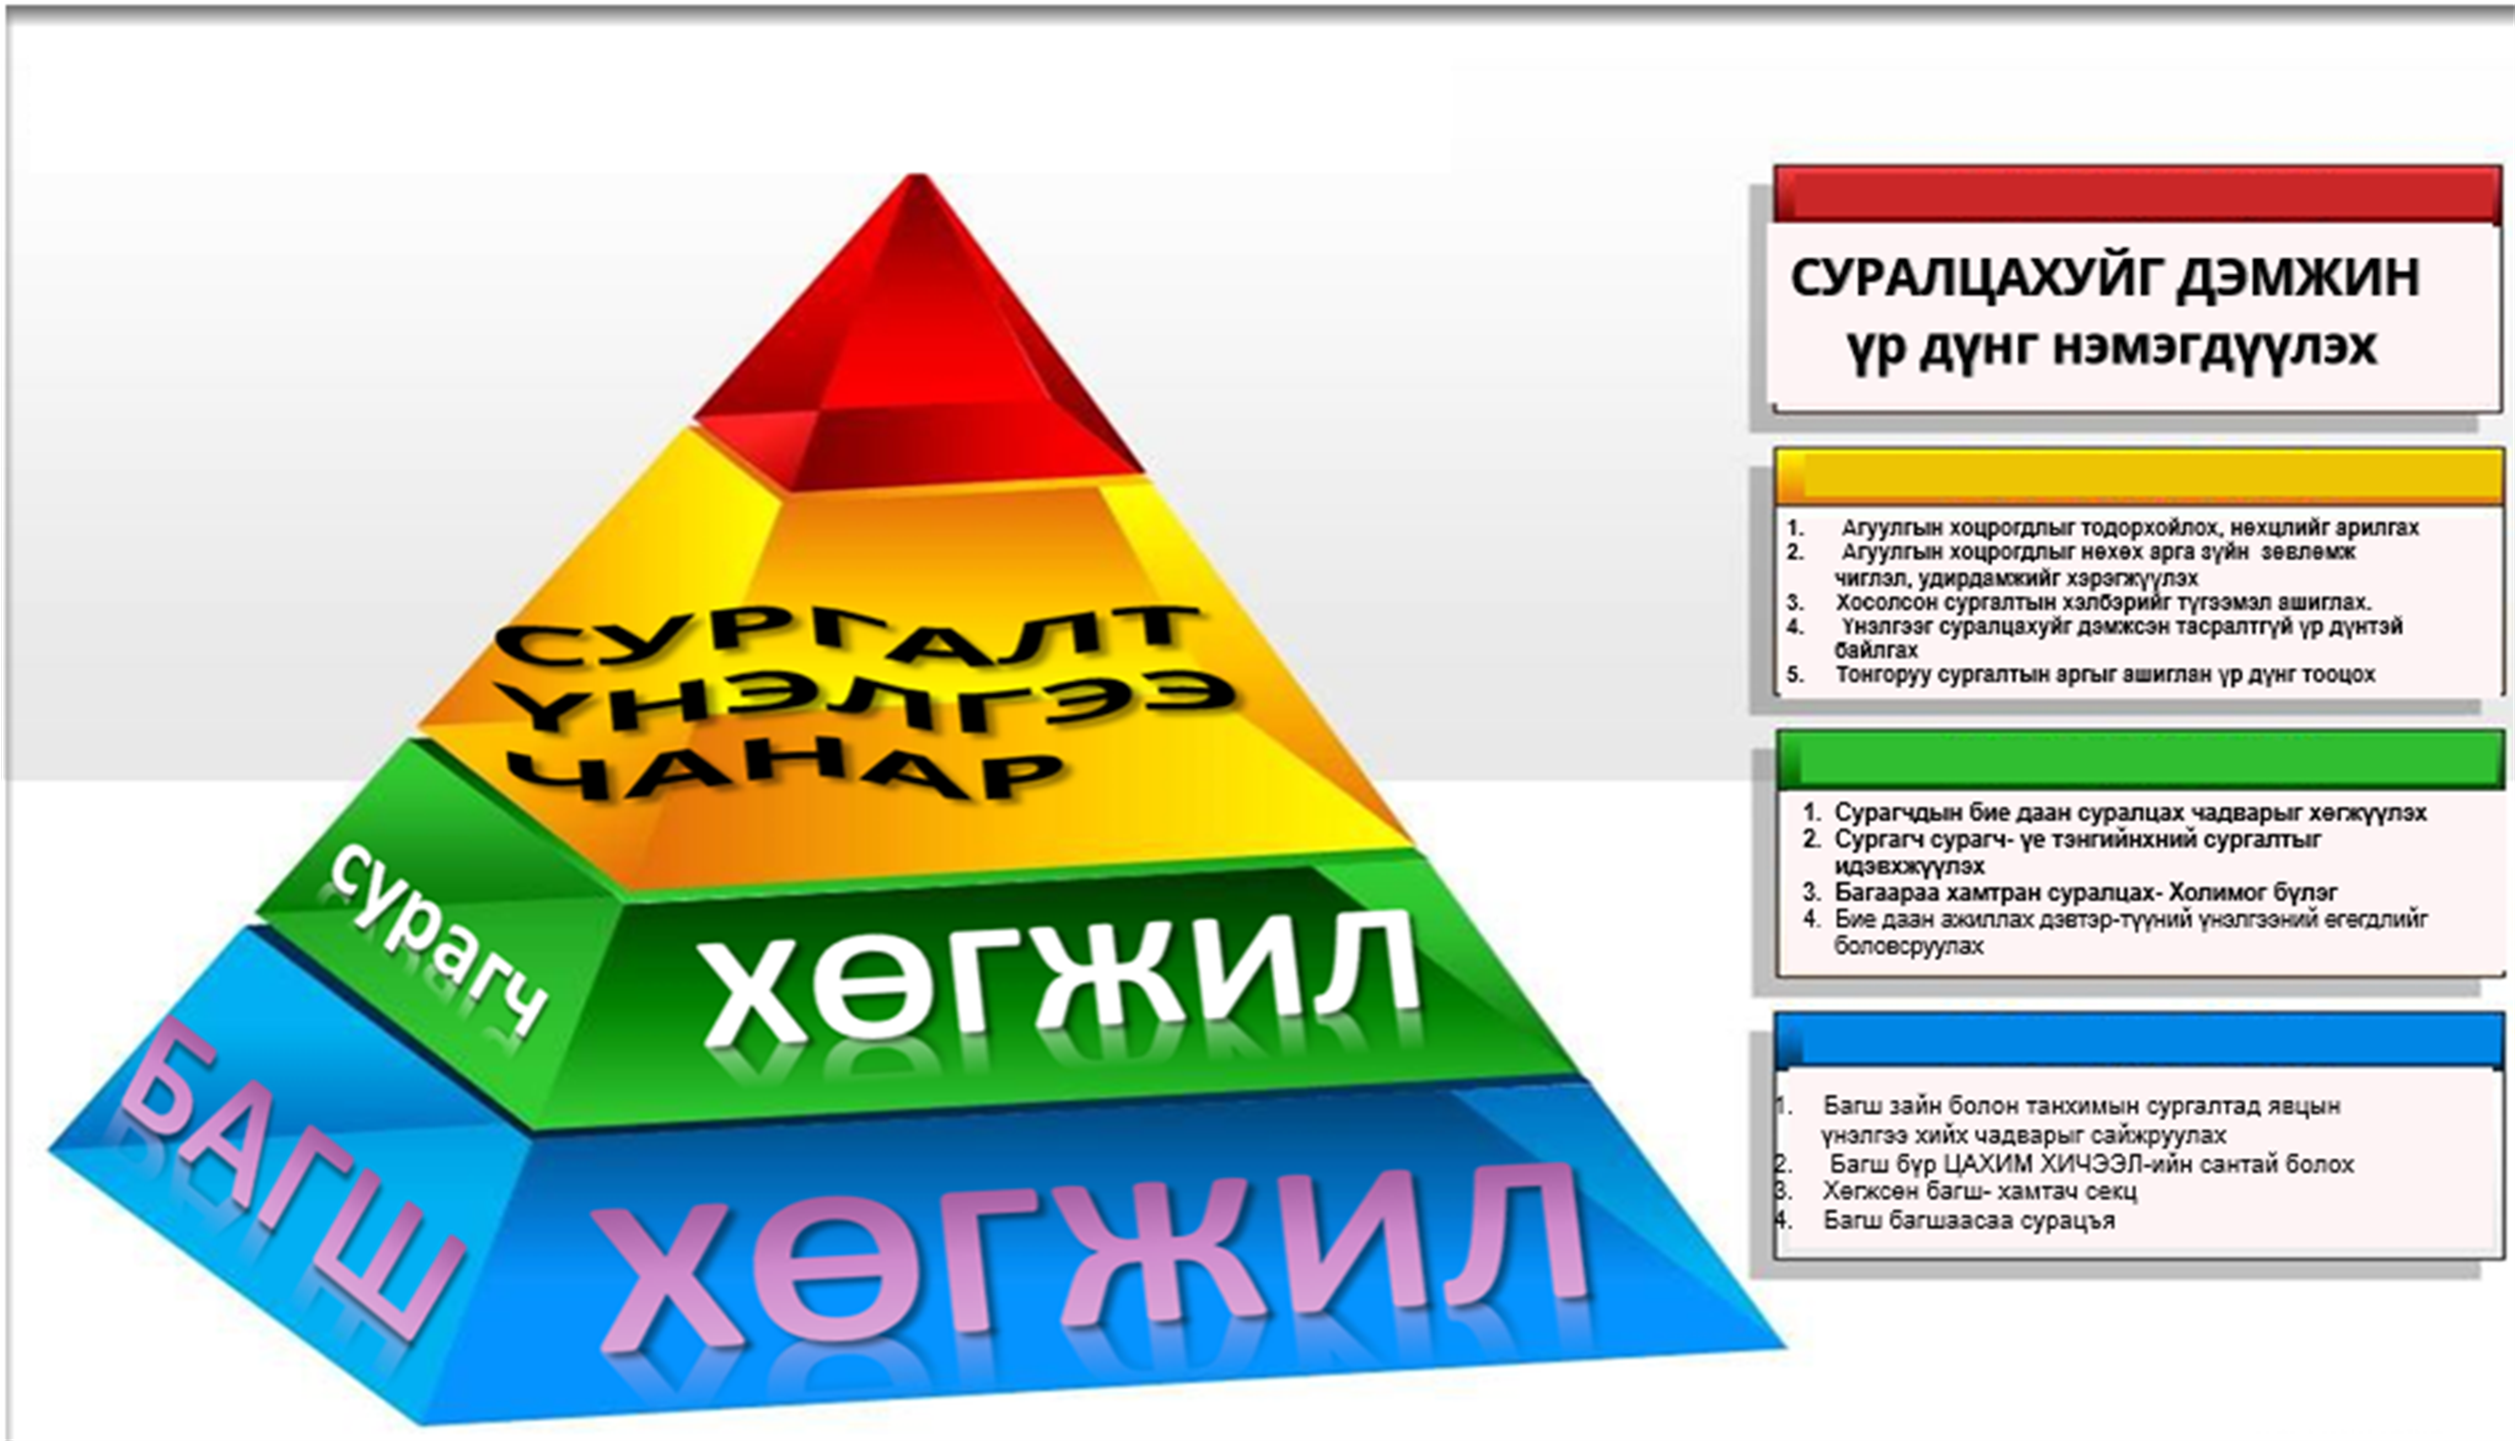 СУРГАЛТ
ҮНЭЛГЭЭ
ЧАНАР
сурагч
ХӨГЖИЛ
БАГШ
ХӨГЖИЛ
СУРАЛЦАХУЙГ ДЭМЖИН
үр дүнг нэмэгдүүлэх
1. Агуулгын хоцрогдлыг тодорхойлох, нөхцлийг арилгах
2. Агуулгын хоцрогдлыг нөхөх арга зүйн зөвлөмж
чиглэл, удирдамжийг хэрэгжүүлэх
3. Хосолсон сургалтын хэлбэрийг түгээмэл ашиглах.
4. Үнэлгээг суралцахуйг дэмжсэн тасралтгүй үр дүнтэй
байлгах
5. Тонгоруу сургалтын аргыг ашиглан үр дүнг тооцох
1. Сурагчдын бие даан суралцах чадварыг хөгжүүлэх
2. Сургагч сурагч- үе тэнгийнхний сургалтыг
идэвхжүүлэх
3. Багаараа хамтран суралцах- Холимог бүлэг
4. Бие даан ажиллах дэвтэр-түүний үнэлгээний өгөгдлийг
боловсруулах
1. Багш зайн болон танхимын сургалтад явцын
үнэлгээ хийх чадварыг сайжруулах
2. Багш бүр ЦАХИМ ХИЧЭЭЛ-ийн сантай болох
3. Хөгжсөн багш- хамтач секц
4. Багш багшаасаа сурацъя